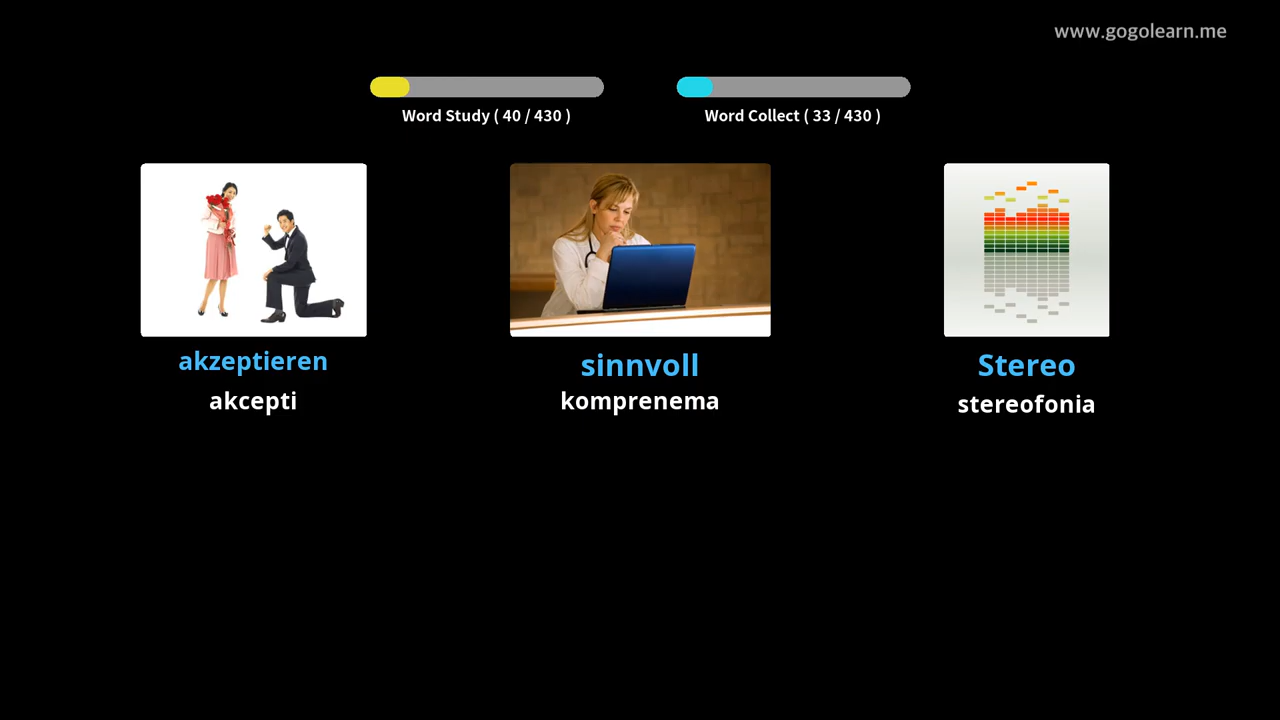 www.gogolearn.me
Word Study ( 40 / 430 )
Word Collect ( 33 / 430 )
akzeptieren
akcepti
sinnvoll
komprenema
Stereo
stereofonia